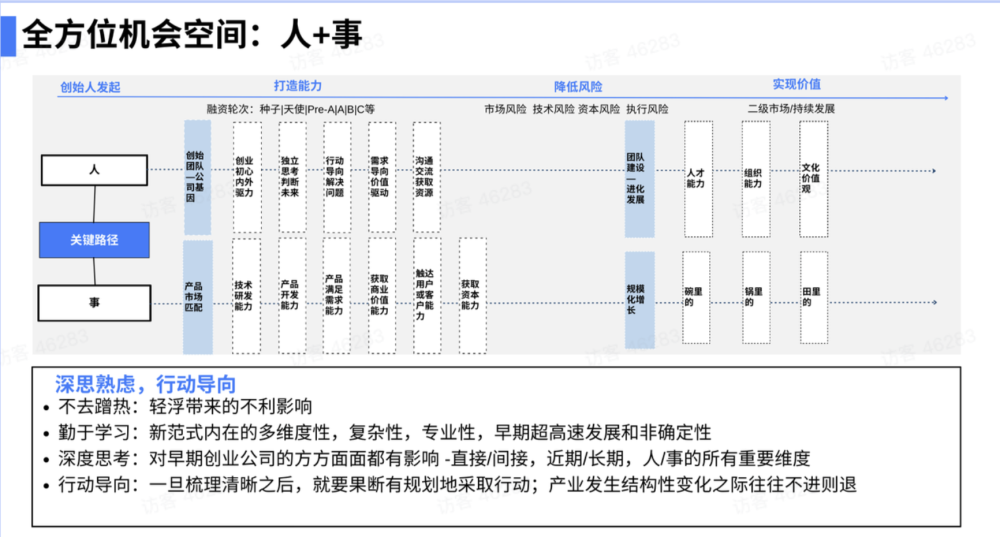 全方位机会空间：人+事
创始人发起
打造能力
降低风险
实现价值
融资轮次：种子|天使|Pre-A|A|B|C等
市场风险 技术风险 资本风险 执行风险
二级市场/持续发展
人
关键路径
事
创始
团队
—公
司基
因
创业
初心
内外
驱力
独立
思考
判断
未来
行动
导向
解决
问题
需求
导向
价值
驱动
沟通
交流
获取
资源
团队
建设
—
进化
发展
人才
能力
组织
能力
文化
价值
观
产品
市场
匹配
技术
研发
能力
产品
开发
能力
产品
满足
需求
能力
获取
商业
价值
能力
触达
用户
或客
户能
力
获取
资本
能力
规模
化增
长
碗里
的
锅里
的
田里
的
深思熟虑，行动导向
• 不去蹭热：轻浮带来的不利影响
• 勤于学习：新范式内在的多维度性，复杂性，专业性，早期超高速发展和非确定性
• 深度思考：对早期创业公司的方方面面都有影响 -直接/间接，近期/长期，人/事的所有重要维度
• 行动导向：一旦梳理清晰之后，就要果断有规划地采取行动；产业发生结构性变化之际往往不进则退
访客 46283